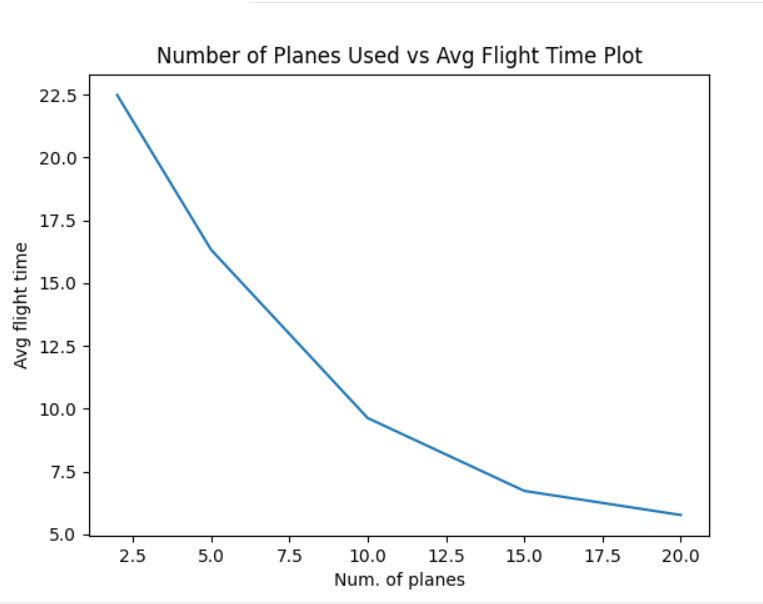 Number of Planes Used vs Avg Flight Time Plot
22.5
20.0
17.5
15.0
12.5
10.0
7.5
5.0
Avg flight time
2.5 5.0 7.5 10.0 12.5 15.0 17.5 20.0
Num. of planes